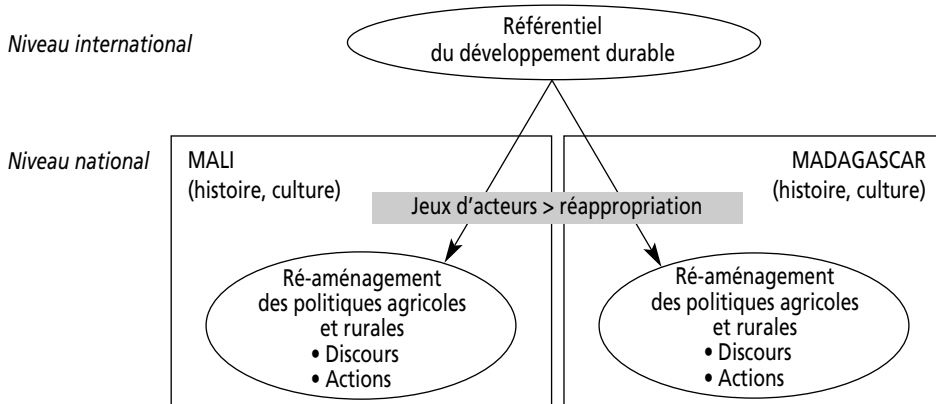 Niveau international
Référentiel
du développement durable
Niveau national
MALI
(histoire, culture)
MADAGASCAR
(histoire, culture)
Jeux d'acteurs > réappropriation
Ré-aménagement
des politiques agricoles
et rurales
• Discours
• Actions
Ré-aménagement
des politiques agricoles
et rurales
• Discours
• Actions